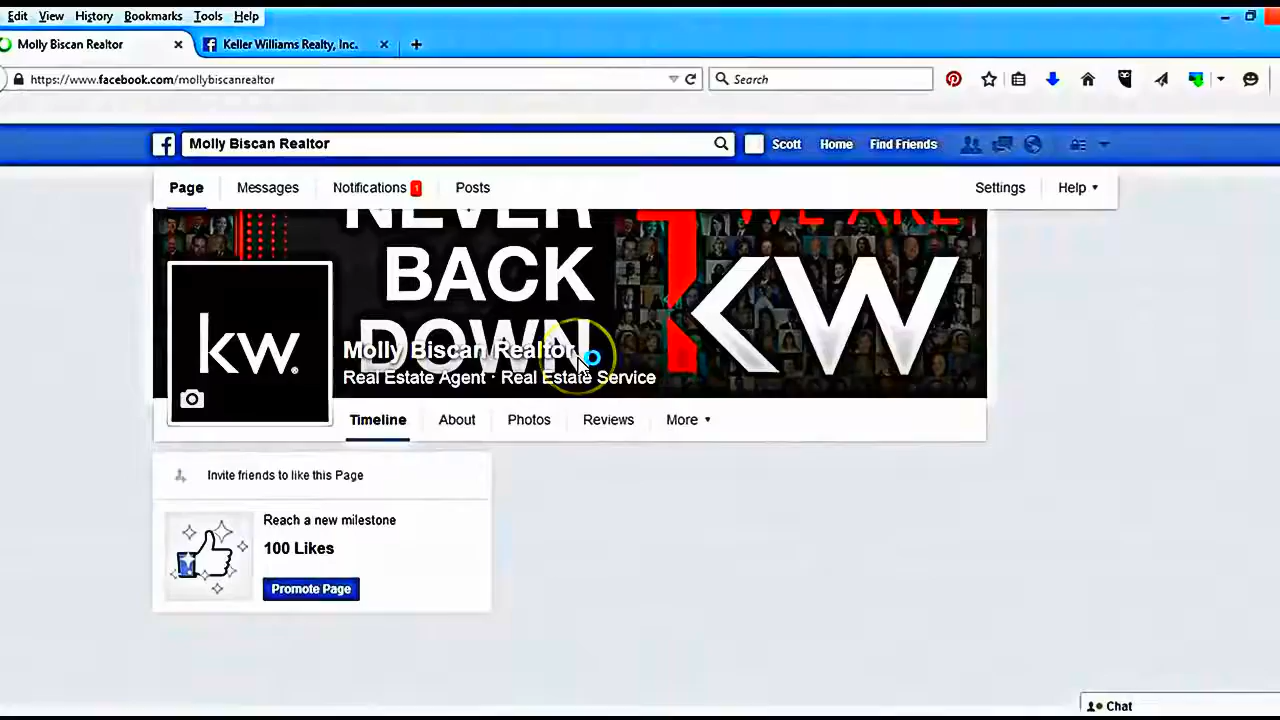 Edit View History Bookmarks Tools Help
Molly Biscan Realtor
Keller Williams Realty, Inc.
https://www.facebook.com/mollybiscanrealtor
Search
Molly Biscan Realtor
Scott Home Find Friends
Page Messages Notifications 1 Posts Settings Help
NEVER
BACK
DOWN
WE ARE
kw
kw.
Molly Biscan Realtor
Real Estate Agent · Real Estate Service
Timeline About Photos Reviews More
Invite friends to like this Page
Reach a new milestone
100 Likes
Promote Page
Chat